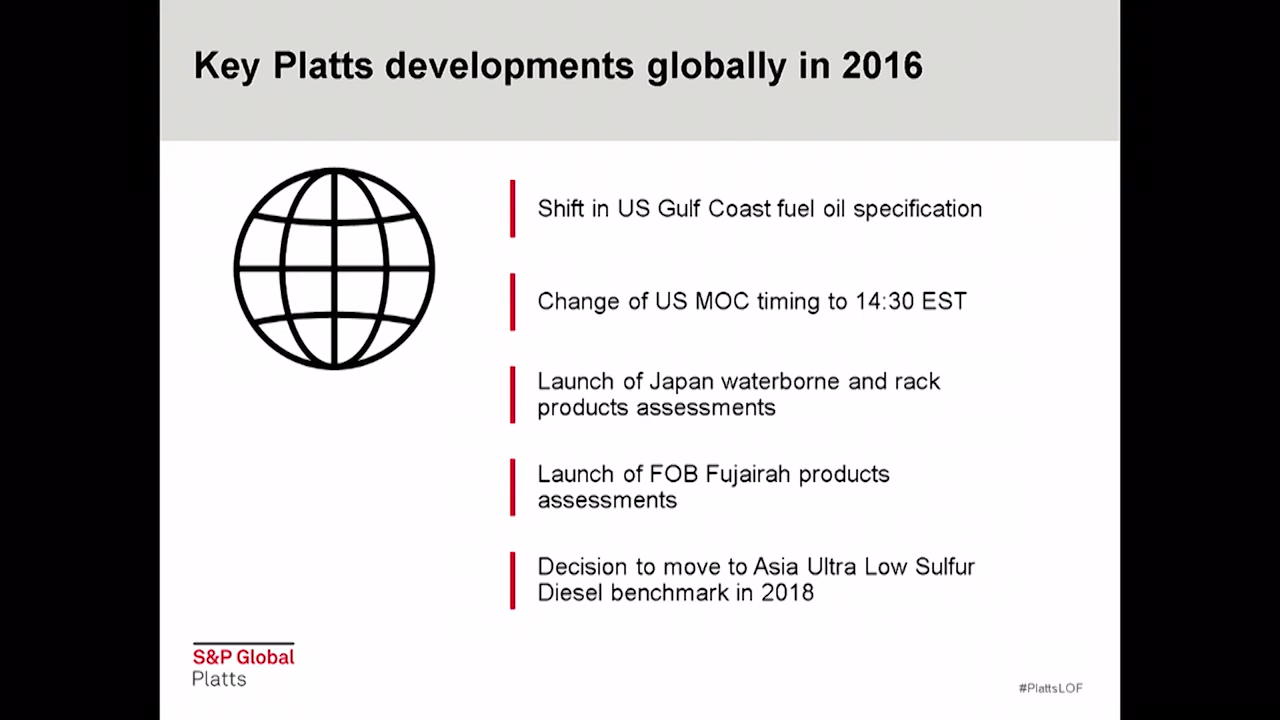 Key Platts developments globally in 2016
Shift in US Gulf Coast fuel oil specification
Change of US MOC timing to 14:30 EST
Launch of Japan waterborne and rack
products assessments
Launch of FOB Fujairah products
assessments
Decision to move to Asia Ultra Low Sulfur
Diesel benchmark in 2018
S&P Global
Platts
#PlattsLOF